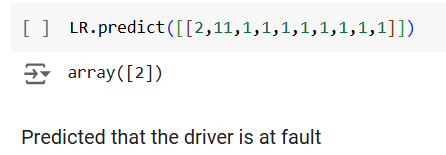 [ ] LR.predict([[2,11,1,1,1,1,1,1,1,1]])
array([2])
Predicted that the driver is at fault